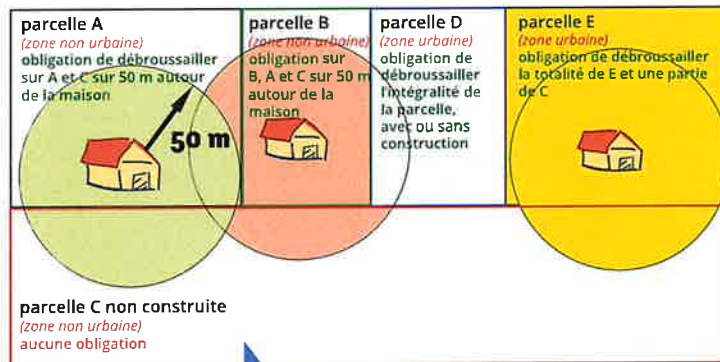 parcelle A
(zone non urbaine)
obligation de débroussailler
sur A et C sur 50 m autour
de la maison
50 m
parcelle B
(zone non urbaine)
obligation sur
B, A et C sur 50 m
autour de la
maison
parcelle D
(zone urbaine)
obligation de
débroussailler
l'intégralité de
la parcelle,
avec ou sans
construction
parcelle E
(zone urbaine)
obligation de débroussailler
la totalité de E et une partie
de C
parcelle C non construite
(zone non urbaine)
aucune obligation